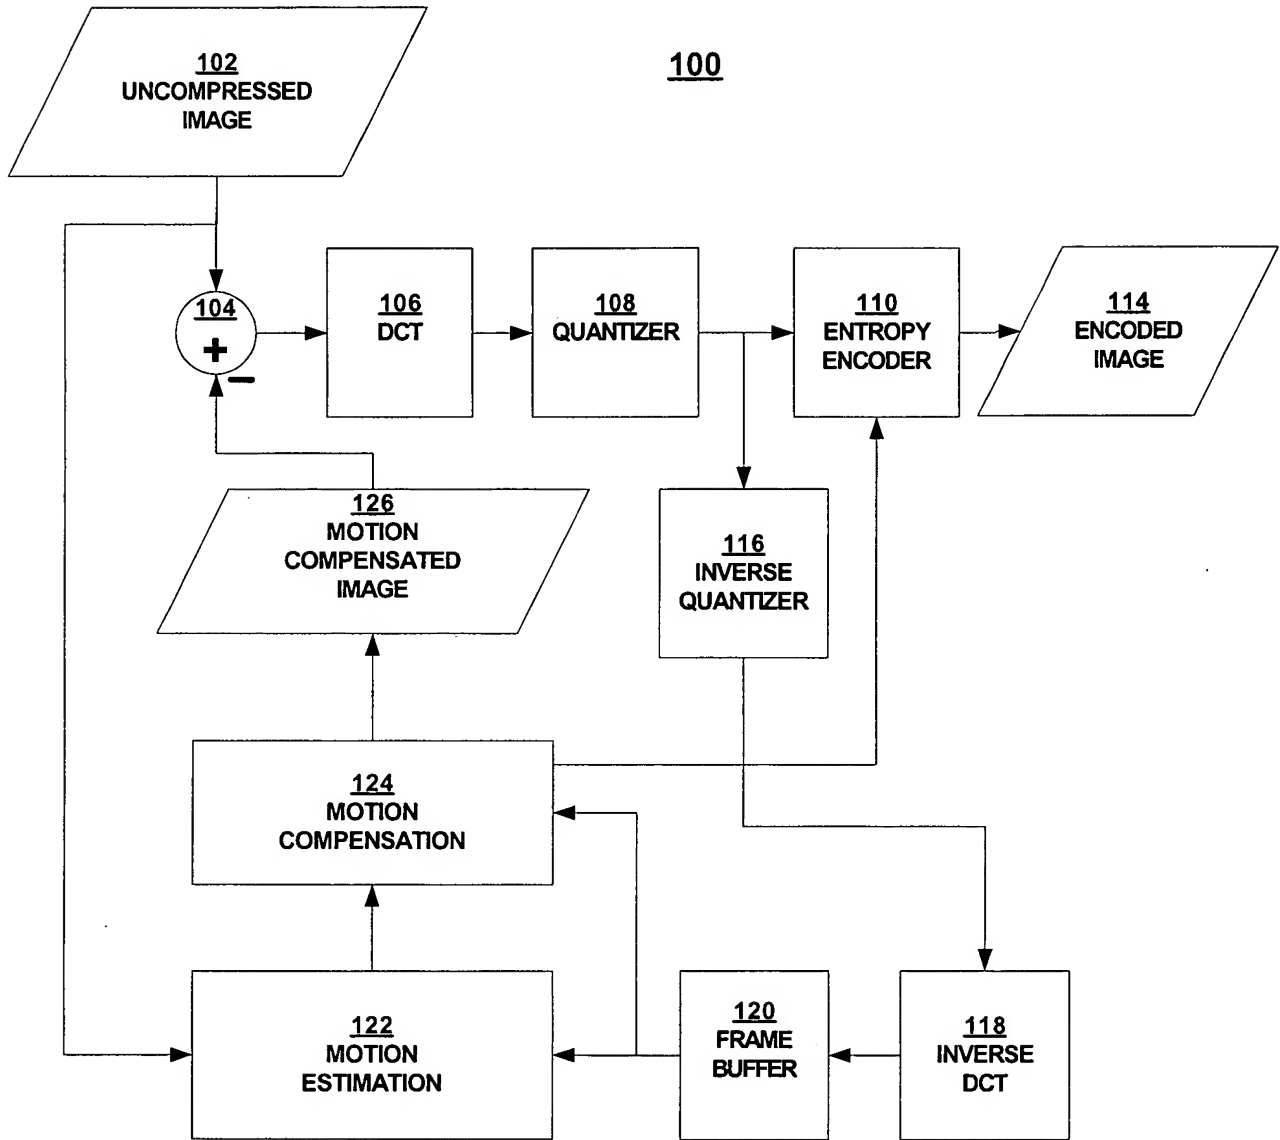 102
UNCOMPRESSED
IMAGE
100
104
+
−
106
DCT
108
QUANTIZER
110
ENTROPY
ENCODER
114
ENCODED
IMAGE
126
MOTION
COMPENSATED
IMAGE
116
INVERSE
QUANTIZER
124
MOTION
COMPENSATION
122
MOTION
ESTIMATION
120
FRAME
BUFFER
118
INVERSE
DCT